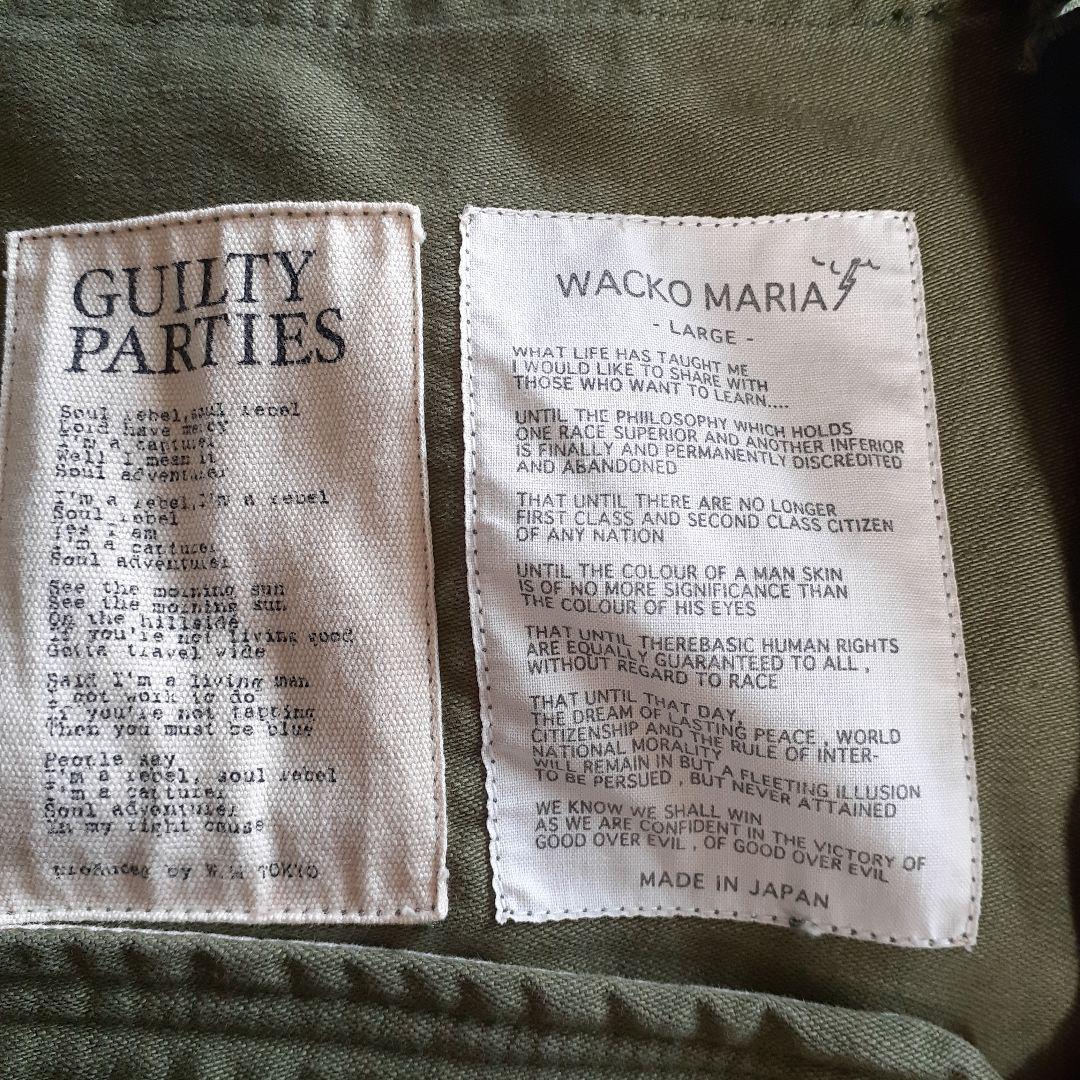 GUILTY
PARTIES
Soul rebel, soul rebel
Lord have mercy
I'm a capturer
Well I mean it
Soul adventurer
I'm a rebel, I'm a rebel
Soul rebel
Yes I am
I'm a capturer
Soul adventurer
See the morning sun
See the morning sun
On the hillside
If you're not living good
Gotta travel wide
Said I'm a living man
I got work to do
If you're not
Then you must be blue
People say
I'm a rebel, soul rebel
I'm a capturer
Soul adventurer
In my right cause
produced by W.M TOKYO
WACKO MARIA
- LARGE -
WHAT LIFE HAS TAUGHT ME
I WOULD LIKE TO SHARE WITH
THOSE WHO WANT TO LEARN....
UNTIL THE PHIILOSOPHY WHICH HOLDS
ONE RACE SUPERIOR AND ANOTHER INFERIOR
IS FINALLY AND PERMANENTLY DISCREDITED
AND ABANDONED
THAT UNTIL THERE ARE NO LONGER
FIRST CLASS AND SECOND CLASS CITIZEN
OF ANY NATION
UNTIL THE COLOUR OF A MAN SKIN
IS OF NO MORE SIGNIFICANCE THAN
THE COLOUR OF HIS EYES
THAT UNTIL THEREBASIC HUMAN RIGHTS
ARE EQUALLY GUARANTEED TO ALL ,
WITHOUT REGARD TO RACE
THAT UNTIL THAT DAY,
THE DREAM OF LASTING PEACE , WORLD
CITIZENSHIP AND THE RULE OF INTER-
NATIONAL MORALITY
WILL REMAIN IN BUT A FLEETING ILLUSION
TO BE PERSUED , BUT NEVER ATTAINED
WE KNOW WE SHALL WIN
AS WE ARE CONFIDENT IN THE VICTORY OF
GOOD OVER EVIL , OF GOOD OVER EVIL
MADE IN JAPAN